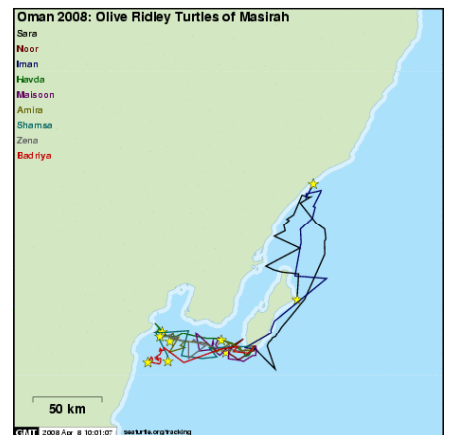 Oman 2008: Olive Ridley Turtles of Masirah
Sara
Noor
Iman
Havda
Maisoon
Amira
Shamsa
Zena
Badriya
50 km
GMT 2008 Apr 8 10:01:07 seaturtle.org/tracking